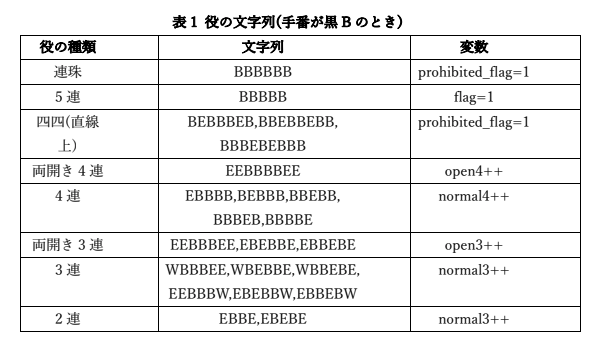 表 1 役の文字列(手番が黒 B のとき)
役の種類 文字列 変数
連珠 BBBBBB prohibited_flag=1
5 連 BBBBB flag=1
四四(直線 BEBBBEB,BBEBBEBB, prohibited_flag=1
上) BBBEBEBBB
両開き 4 連 EEBBBBEE open4++
4 連 EBBBB,BEBBB,BBEBB, normal4++
BBBEB,BBBBE
両開き 3 連 EEBBBEE,EBEBBE,EBBEBE open3++
3 連 WBBBEE,WBEBBE,WBBEBE, normal3++
EEBBBW,EBEBBW,EBBEBW
2 連 EBBE,EBEBE normal3++